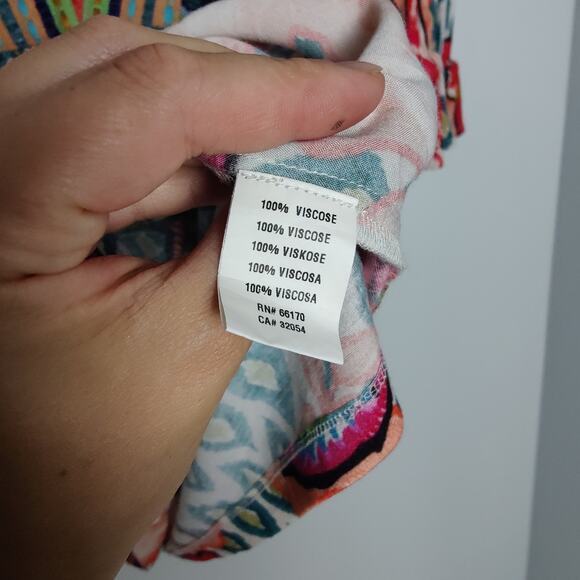 100% VISCOSE
100% VISCOSE
100% VISKOSE
100% VISCOSA
100% VISCOSA
RN# 66170
CA# 32054